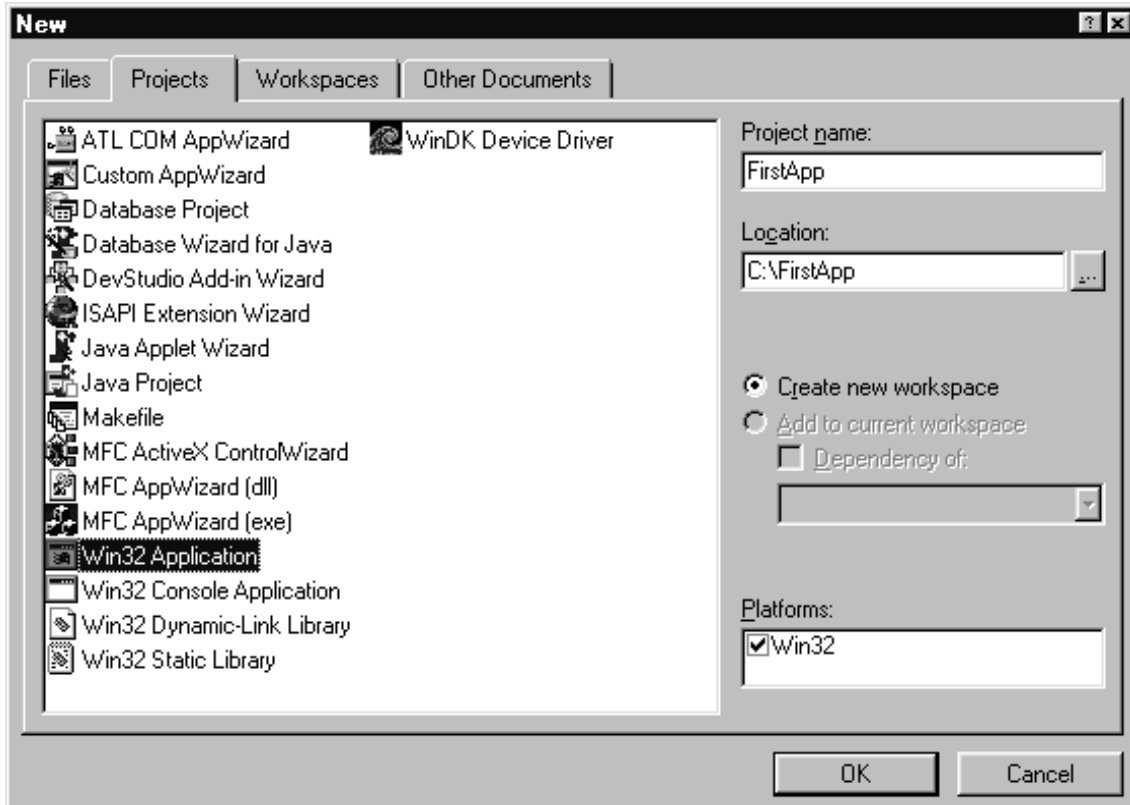 New
Files
Projects
Workspaces
Other Documents
ATL COM AppWizard
Custom AppWizard
Database Project
Database Wizard for Java
DevStudio Add-in Wizard
ISAPI Extension Wizard
Java Applet Wizard
Java Project
Makefile
MFC ActiveX ControlWizard
MFC AppWizard (dll)
MFC AppWizard (exe)
Win32 Application
Win32 Console Application
Win32 Dynamic-Link Library
Win32 Static Library
WinDK Device Driver
Project name:
FirstApp
Location:
C:\FirstApp
...
Create new workspace
Add to current workspace
Dependency of:
Platforms:
Win32
OK
Cancel